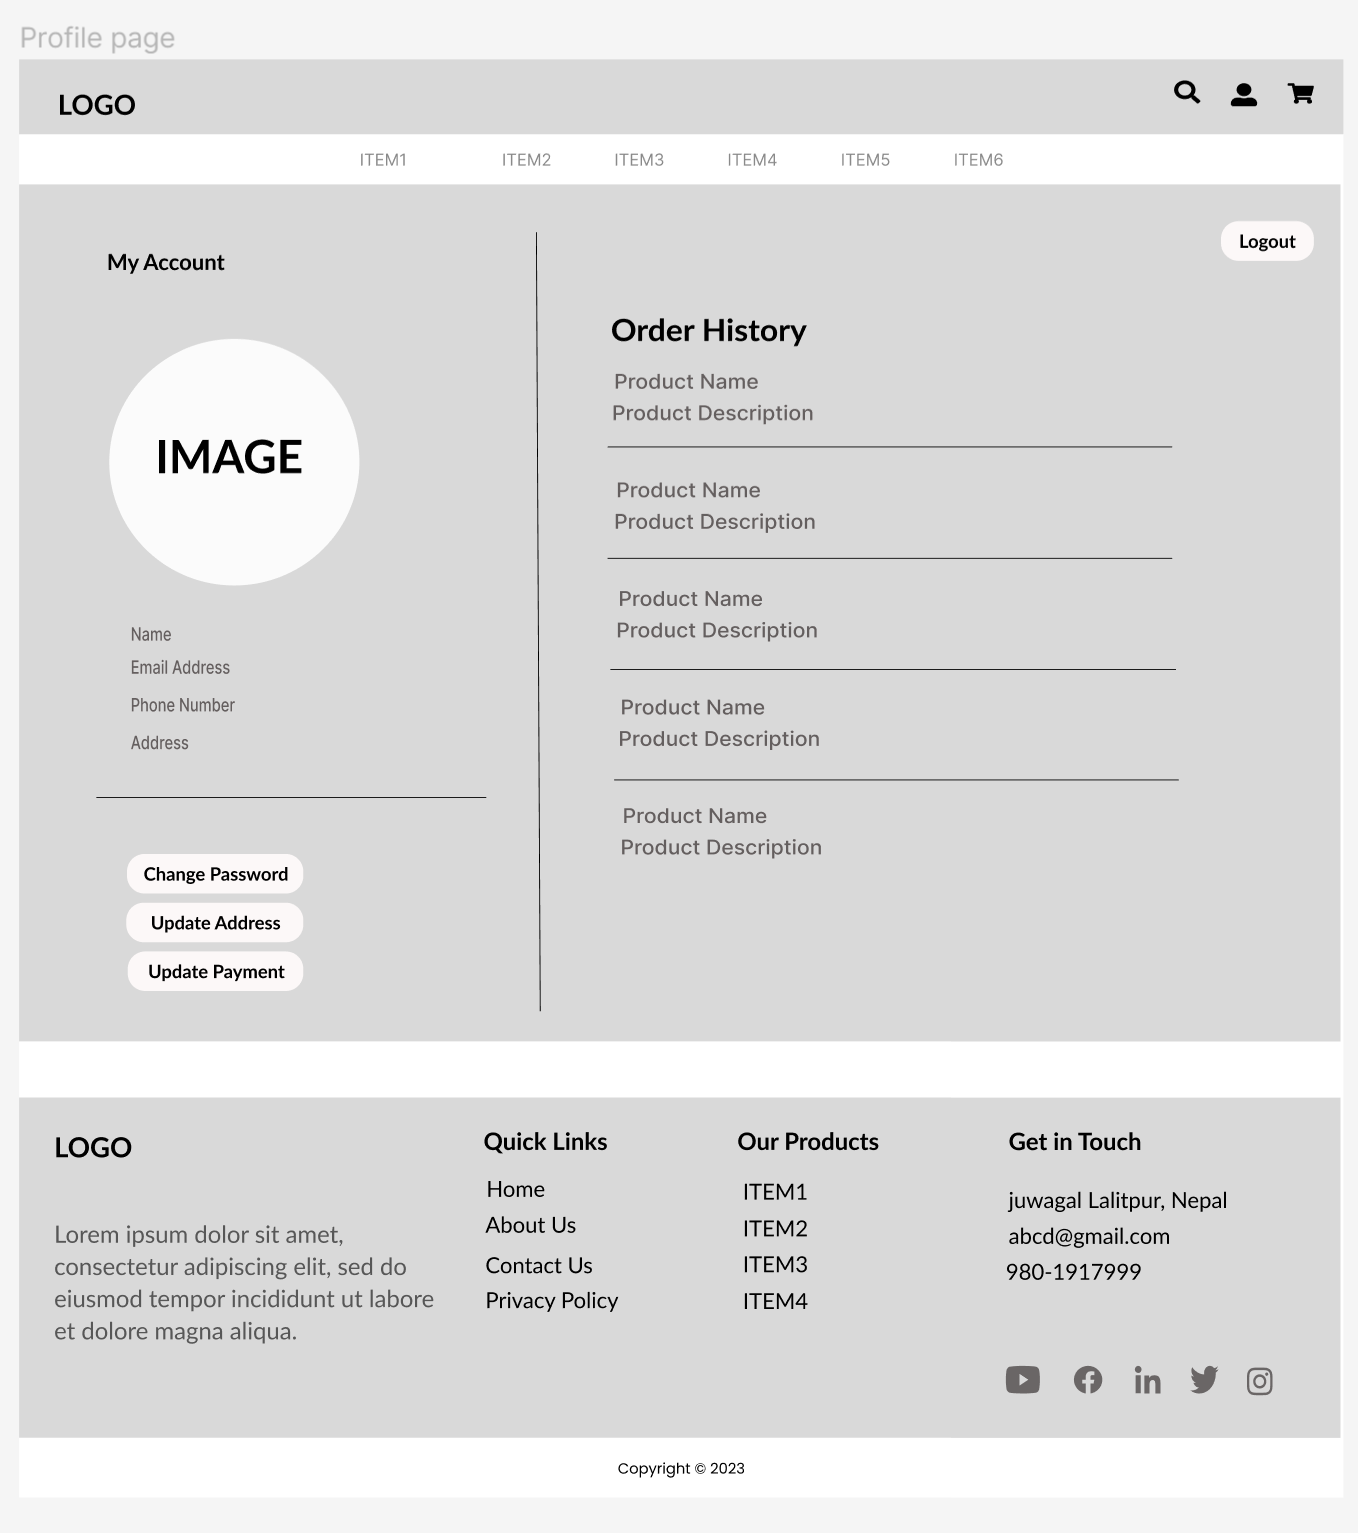 Profile page
LOGO
ITEM1 ITEM2 ITEM3 ITEM4 ITEM5 ITEM6
Logout
My Account
IMAGE
Name
Email Address
Phone Number
Address
Change Password
Update Address
Update Payment
Order History
Product Name
Product Description
Product Name
Product Description
Product Name
Product Description
Product Name
Product Description
Product Name
Product Description
LOGO
Lorem ipsum dolor sit amet,
consectetur adipiscing elit, sed do
eiusmod tempor incididunt ut labore
et dolore magna aliqua.
Quick Links
Home
About Us
Contact Us
Privacy Policy
Our Products
ITEM1
ITEM2
ITEM3
ITEM4
Get in Touch
juwagal Lalitpur, Nepal
abcd@gmail.com
980-1917999
Copyright © 2023